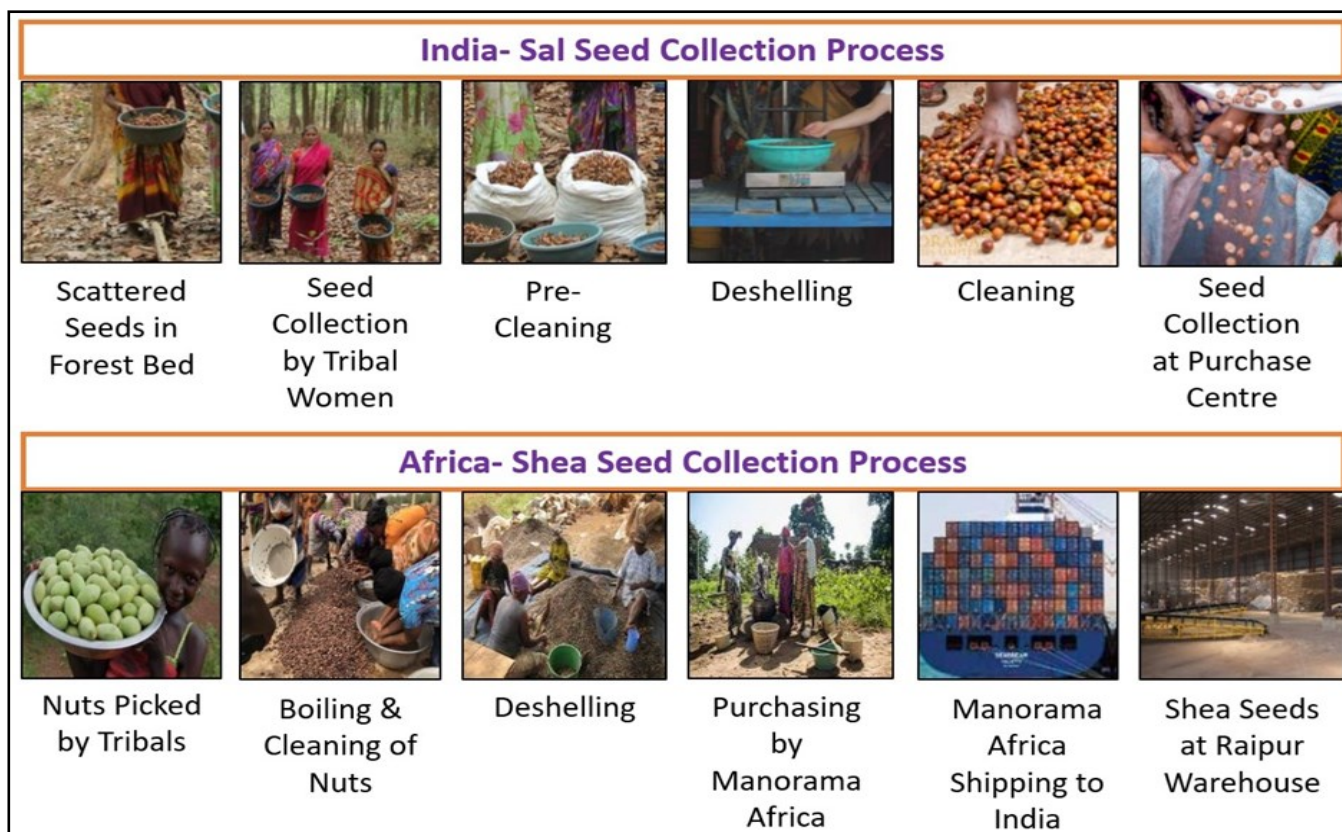 India- Sal Seed Collection Process
Scattered
Seeds in
Forest Bed
Seed
Collection
by Tribal
Women
Pre-
Cleaning
Deshelling
Cleaning
Seed
Collection
at Purchase
Centre
Africa- Shea Seed Collection Process
Nuts Picked
by Tribals
Boiling &
Cleaning of
Nuts
Deshelling
Purchasing
by
Manorama
Africa
Manorama
Africa
Shipping to
India
Shea Seeds
at Raipur
Warehouse